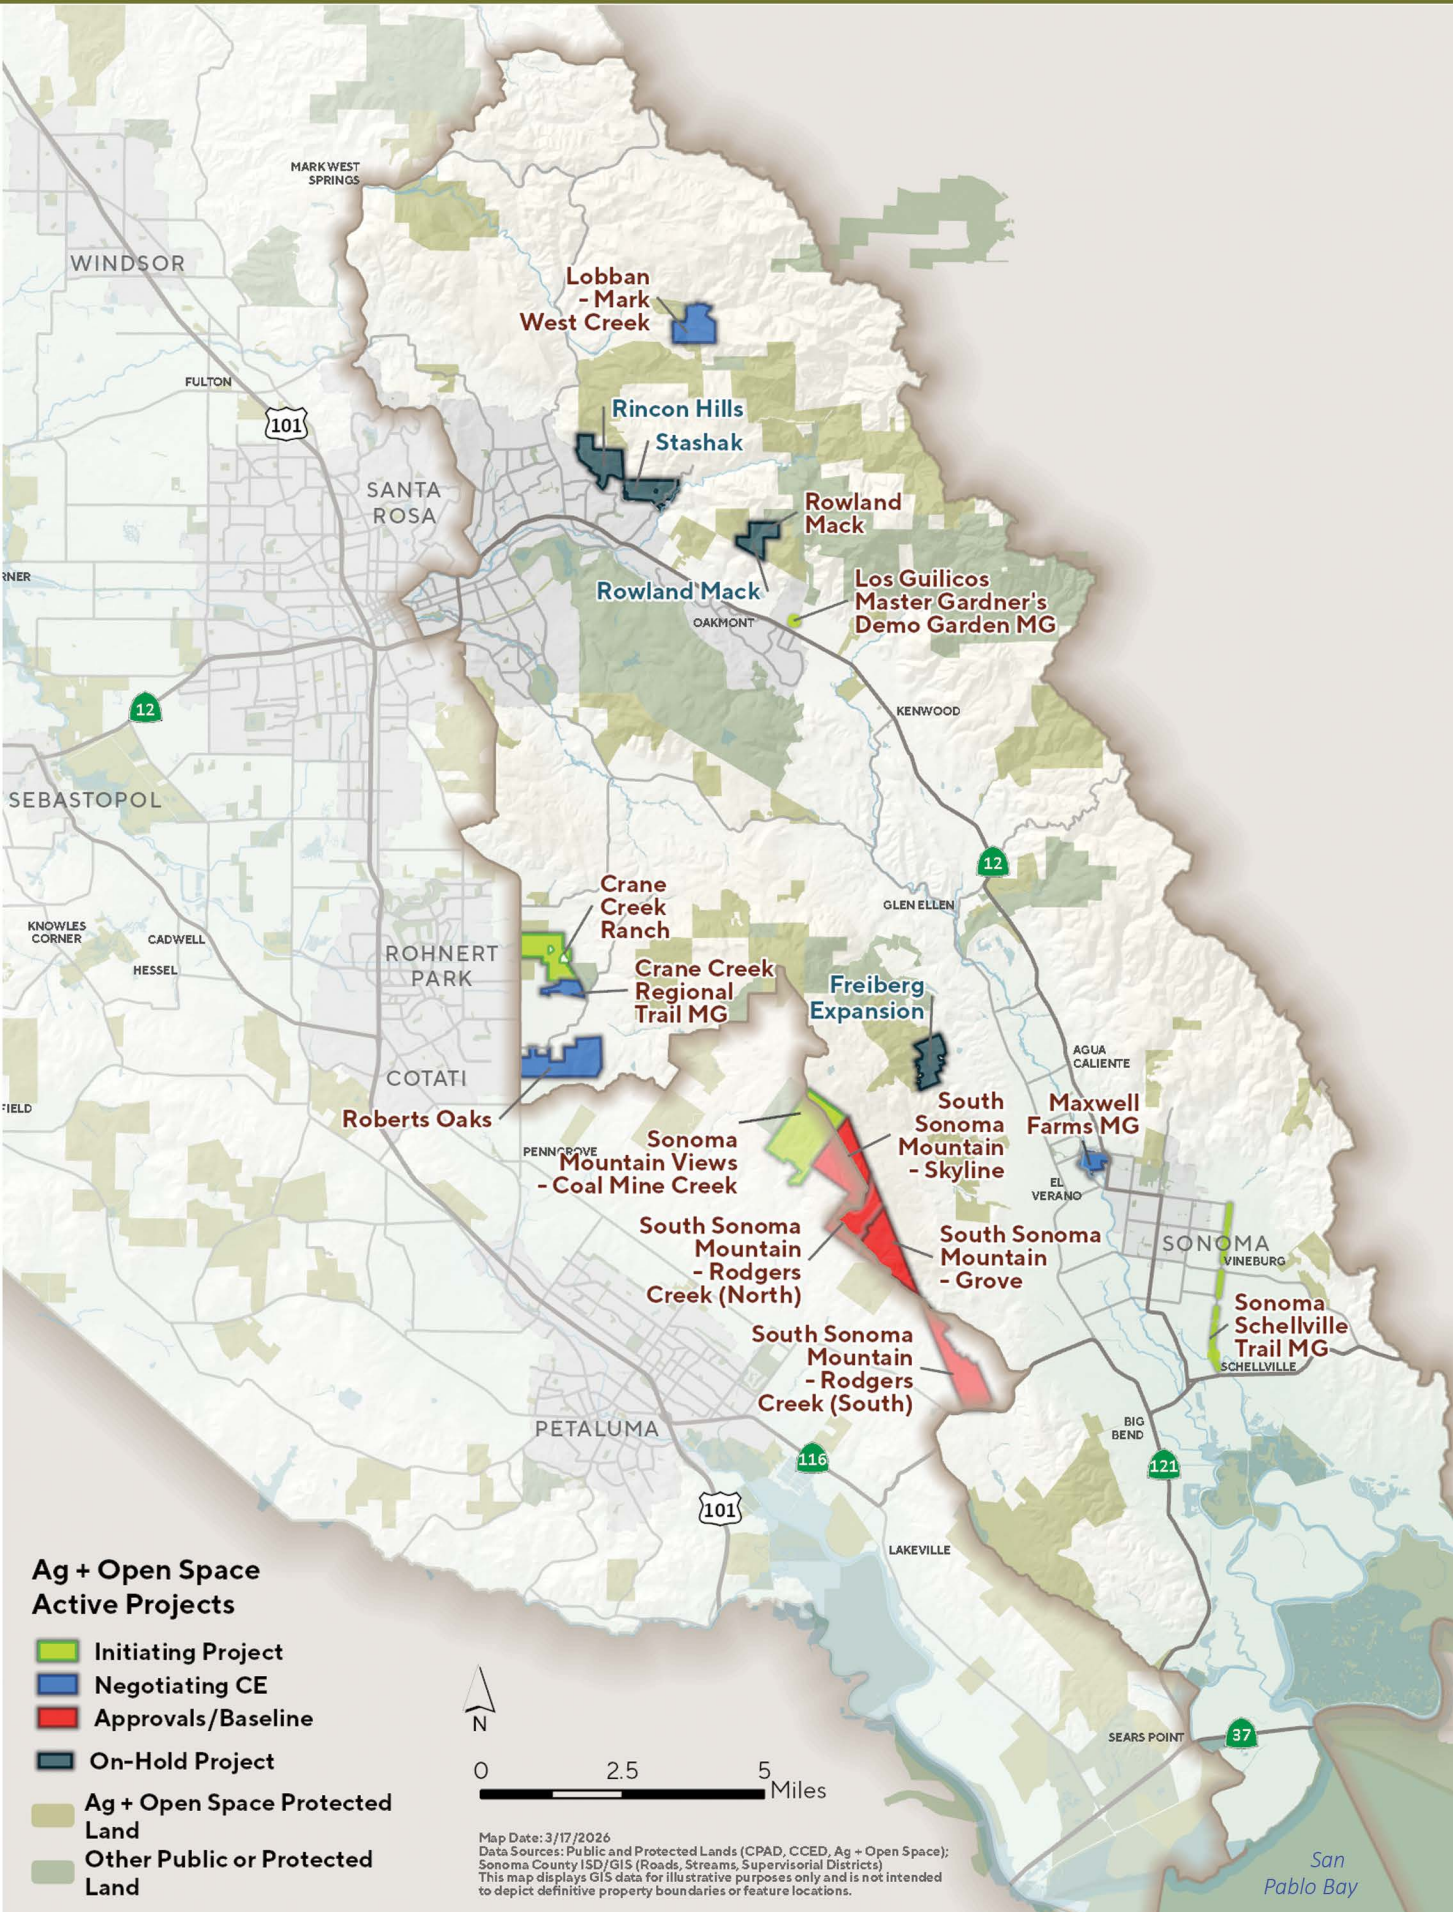 MARK WEST
SPRINGS
WINDSOR
Lobban
- Mark
West Creek
FULTON
101
Rincon Hills
Stashak
SANTA
ROSA
Rowland
Mack
RNER
Rowland Mack
Los Guilicos
Master Gardner's
Demo Garden MG
OAKMONT
12
KENWOOD
SEBASTOPOL
12
Crane
Creek
Ranch
GLEN ELLEN
KNOWLES
CORNER
CADWELL
HESSEL
ROHNERT
PARK
Crane Creek
Regional
Trail MG
Freiberg
Expansion
AGUA
CALIENTE
COTATI
FIELD
Roberts Oaks
South
Sonoma
Mountain
- Skyline
Maxwell
Farms MG
PENNGROVE
Sonoma
Mountain Views
- Coal Mine Creek
EL
VERANO
South Sonoma
Mountain
- Rodgers
Creek (North)
South Sonoma
Mountain
- Grove
SONOMA
VINEBURG
Sonoma
Schellville
Trail MG
SCHELLVILLE
South Sonoma
Mountain
- Rodgers
Creek (South)
PETALUMA
BIG
BEND
116
121
101
LAKEVILLE
Ag + Open Space
Active Projects
Initiating Project
Negotiating CE
Approvals/Baseline
On-Hold Project
Ag + Open Space Protected
Land
Other Public or Protected
Land
N
0 2.5 5
Miles
SEARS POINT
37
Map Date: 3/17/2026
Data Sources: Public and Protected Lands (CPAD, CCED, Ag + Open Space);
Sonoma County ISD/GIS (Roads, Streams, Supervisorial Districts)
This map displays GIS data for illustrative purposes only and is not intended
to depict definitive property boundaries or feature locations.
San
Pablo Bay